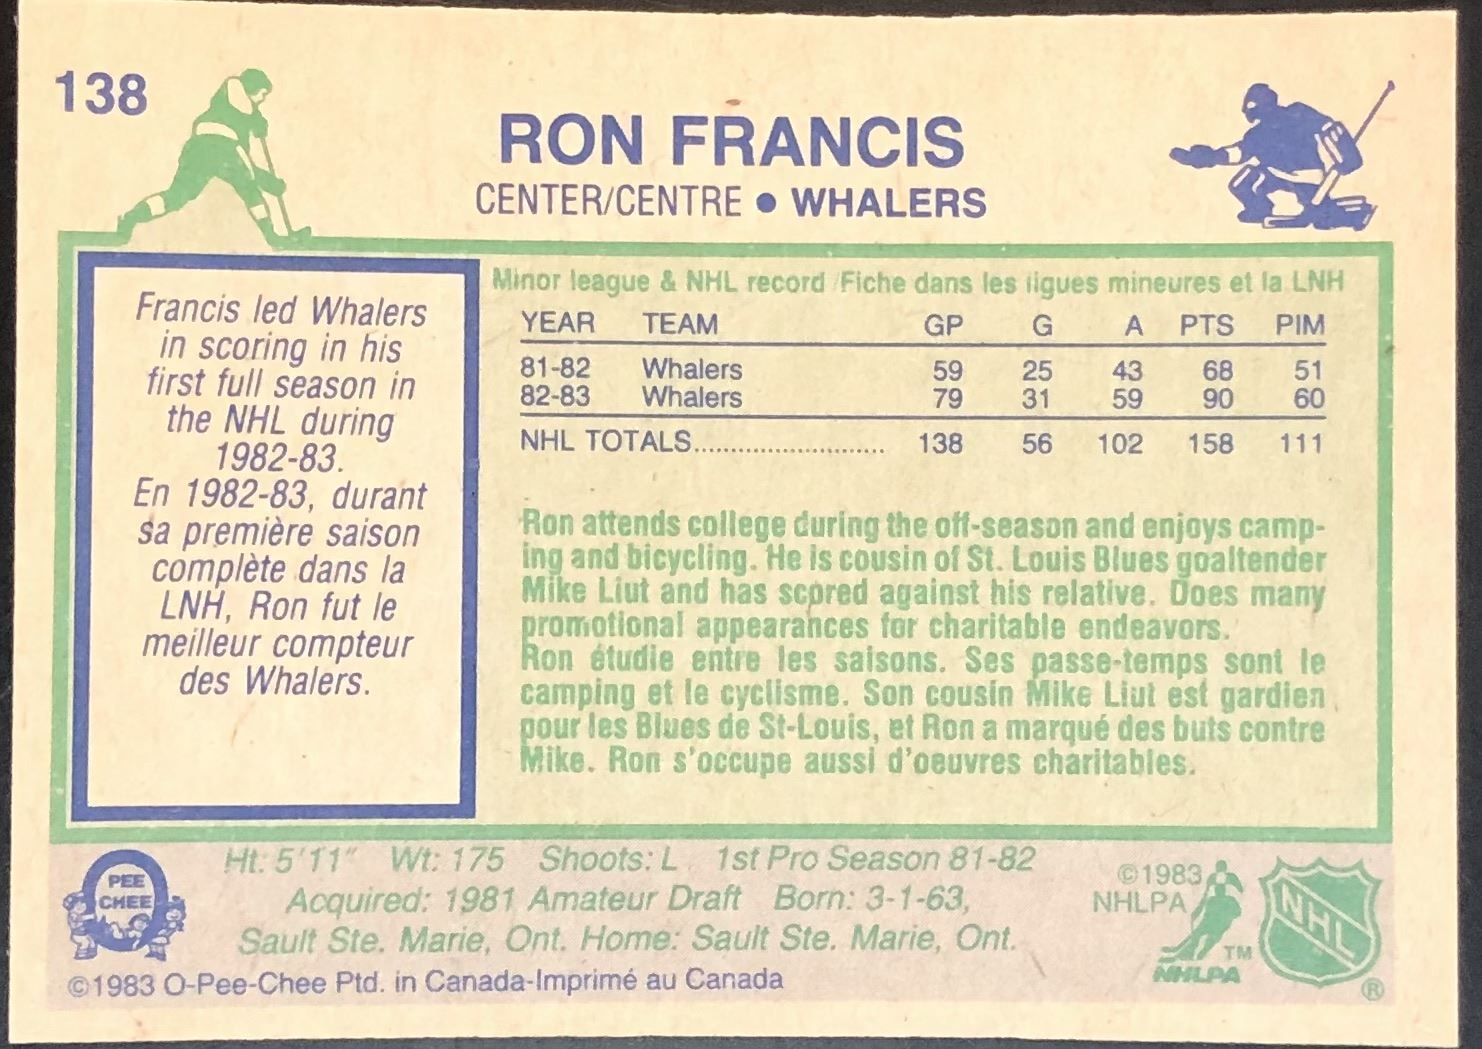 138
RON FRANCIS
CENTER/CENTRE • WHALERS
Francis led Whalers
in scoring in his
first full season in
the NHL during
1982-83.
En 1982-83, durant
sa première saison
complète dans la
LNH, Ron fut le
meilleur compteur
des Whalers.
Minor league & NHL record/Fiche dans les ligues mineures et la LNH
YEAR TEAM GP G A PTS PIM
81-82 Whalers 59 25 43 68 51
82-83 Whalers 79 31 59 90 60
NHL TOTALS........................... 138 56 102 158 111
Ron attends college during the off-season and enjoys camp-
ing and bicycling. He is cousin of St. Louis Blues goaltender
Mike Liut and has scored against his relative. Does many
promotional appearances for charitable endeavors.
Ron étudie entre les saisons. Ses passe-temps sont le
camping et le cyclisme. Son cousin Mike Liut est gardien
pour les Blues de St-Louis, et Ron a marqué des buts contre
Mike. Ron s'occupe aussi d'oeuvres charitables.
PEE
CHEE
Ht: 5'11" Wt: 175 Shoots: L 1st Pro Season 81-82
Acquired: 1981 Amateur Draft Born: 3-1-63,
Sault Ste. Marie, Ont. Home: Sault Ste. Marie, Ont.
©1983 O-Pee-Chee Ptd. in Canada-Imprimé au Canada
©1983
NHLPA
TM
NHLPA
NHL
®